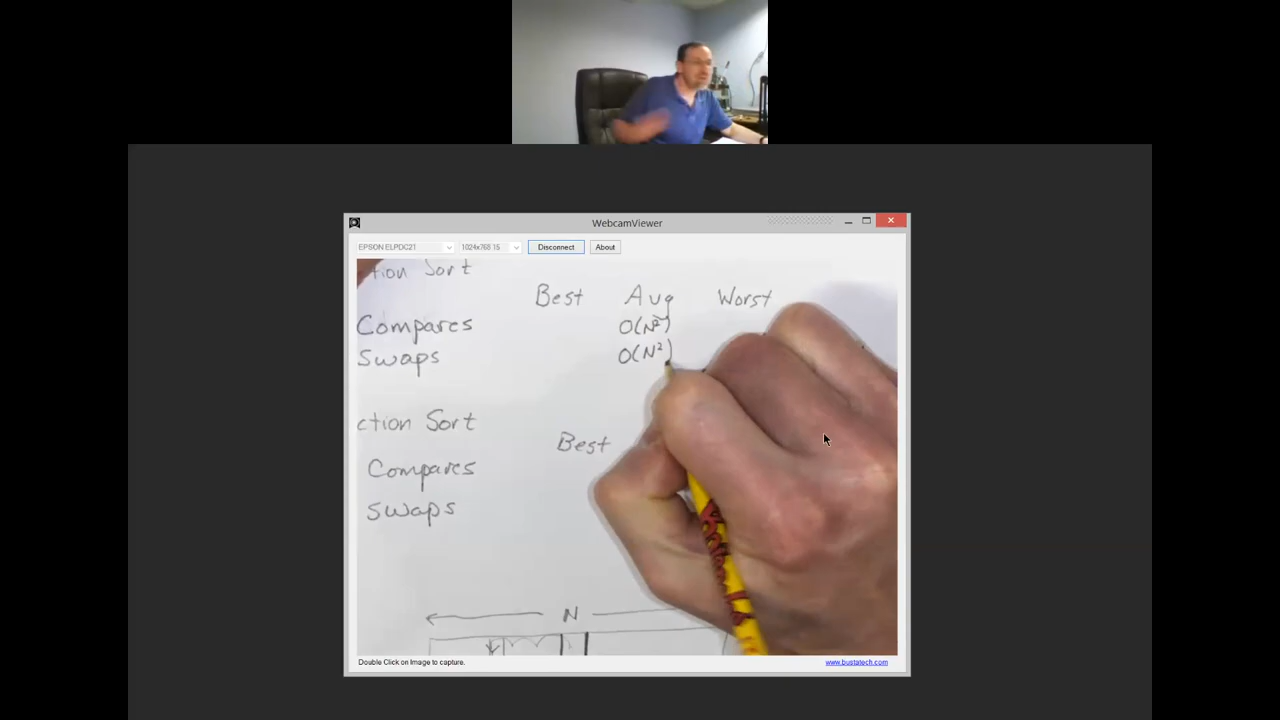 WebcamViewer
EPSON ELPDC21 1024x768 15 Disconnect About
ction Sort
Best Avg Worst
Compares O(N²)
Swaps O(N²)
ction Sort
Best
Compares
Swaps
N
Double Click on Image to capture. www.bustatech.com